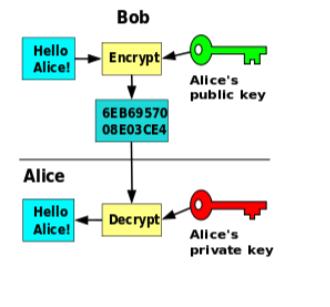 Bob
Hello
Alice!
Encrypt
Alice's
public key
6EB69570
08E03CE4
Alice
Hello
Alice!
Decrypt
Alice's
private key